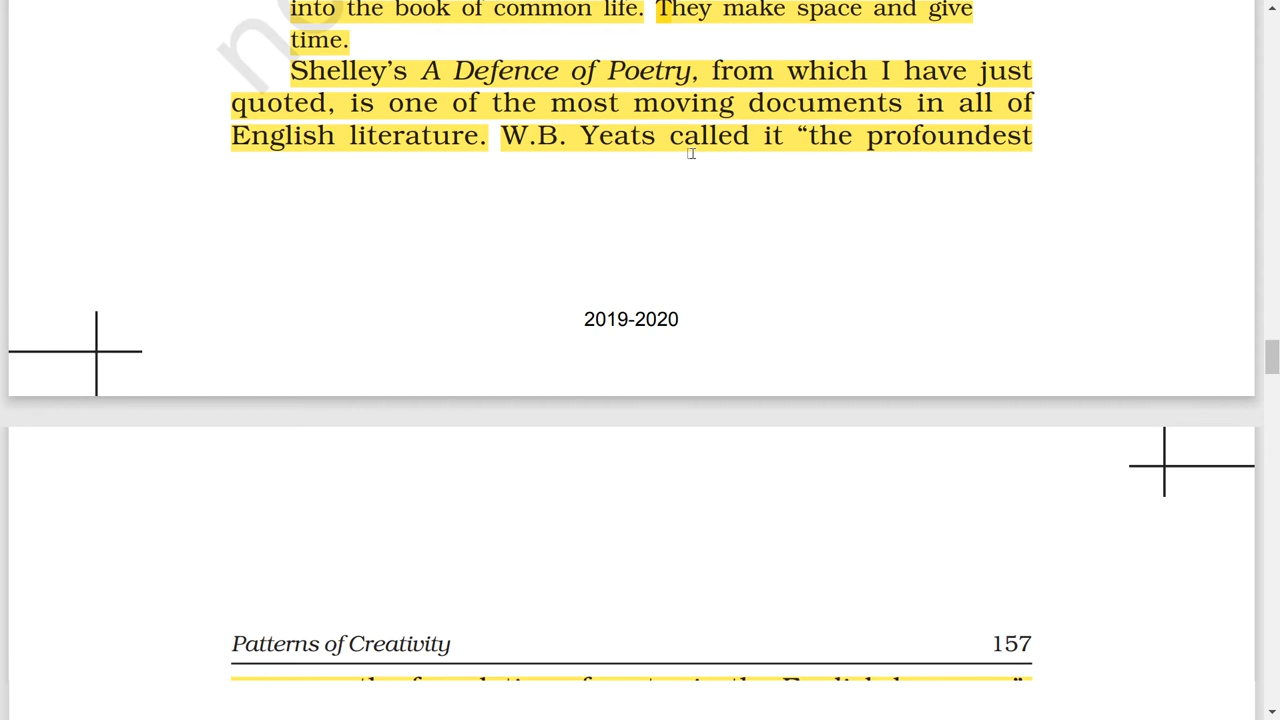 into the book of common life. They make space and give
time.
Shelley's A Defence of Poetry, from which I have just
quoted, is one of the most moving documents in all of
English literature. W.B. Yeats called it “the profoundest
2019-2020
Patterns of Creativity 157